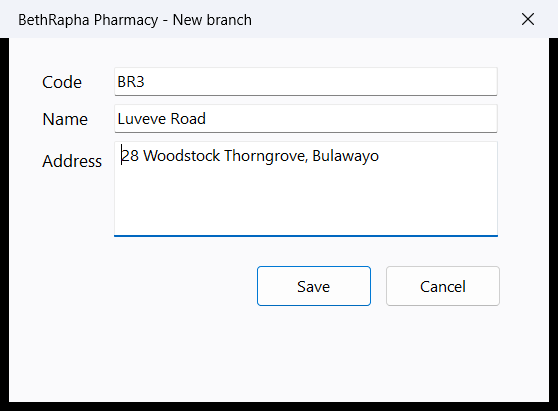 BethRapha Pharmacy - New branch
Code
BR3
Name
Luveve Road
Address
28 Woodstock Thorngrove, Bulawayo
Save
Cancel